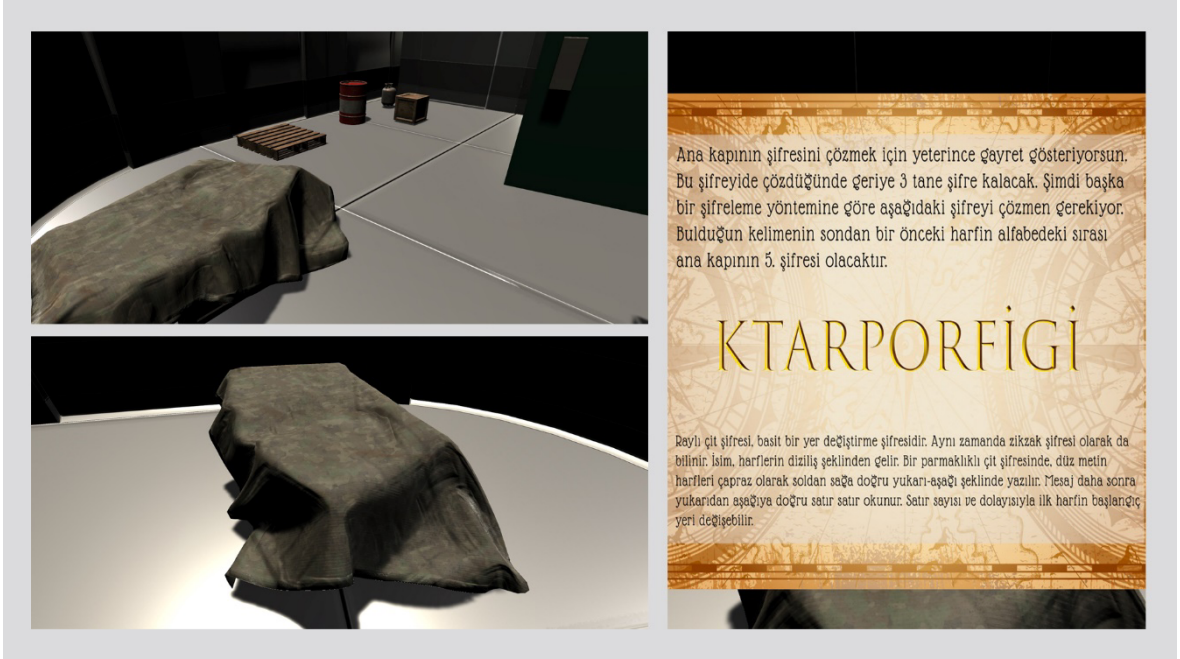 Ana kapının şifresini çözmek için yeterince gayret gösteriyorsun.
Bu şifreyide çözdüğünde geriye 3 tane şifre kalacak. Şimdi başka
bir şifreleme yöntemine göre aşağıdaki şifreyi çözmen gerekiyor.
Bulduğun kelimenin sondan bir önceki harfin alfabedeki sırası
ana kapının 5. şifresi olacaktır.
KTARPORFİGİ
Raylı çit şifresi, basit bir yer değiştirme şifresidir. Aynı zamanda zikzak şifresi olarak da
bilinir. İsim, harflerin diziliş şeklinden gelir. Bir parmaklıklı çit şifresinde, düz metin
harfleri çapraz olarak soldan sağa doğru yukarı-aşağı şeklinde yazılır. Mesaj daha sonra
yukarıdan aşağıya doğru satır satır okunur. Satır sayısı ve dolayısıyla ilk harfin başlangıç
yeri değişebilir.